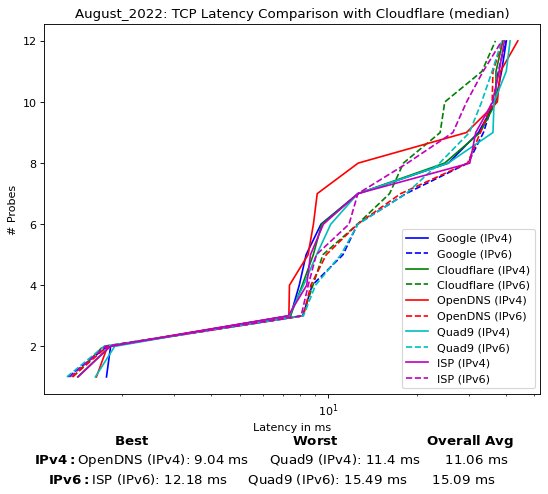 August_2022: TCP Latency Comparison with Cloudflare (median)
12
10
8
6
4
2
# Probes
Google (IPv4)
Google (IPv6)
Cloudflare (IPv4)
Cloudflare (IPv6)
OpenDNS (IPv4)
OpenDNS (IPv6)
Quad9 (IPv4)
Quad9 (IPv6)
ISP (IPv4)
ISP (IPv6)
10¹
Latency in ms
Best Worst Overall Avg
IPv4: OpenDNS (IPv4): 9.04 ms Quad9 (IPv4): 11.4 ms 11.06 ms
IPv6: ISP (IPv6): 12.18 ms Quad9 (IPv6): 15.49 ms 15.09 ms